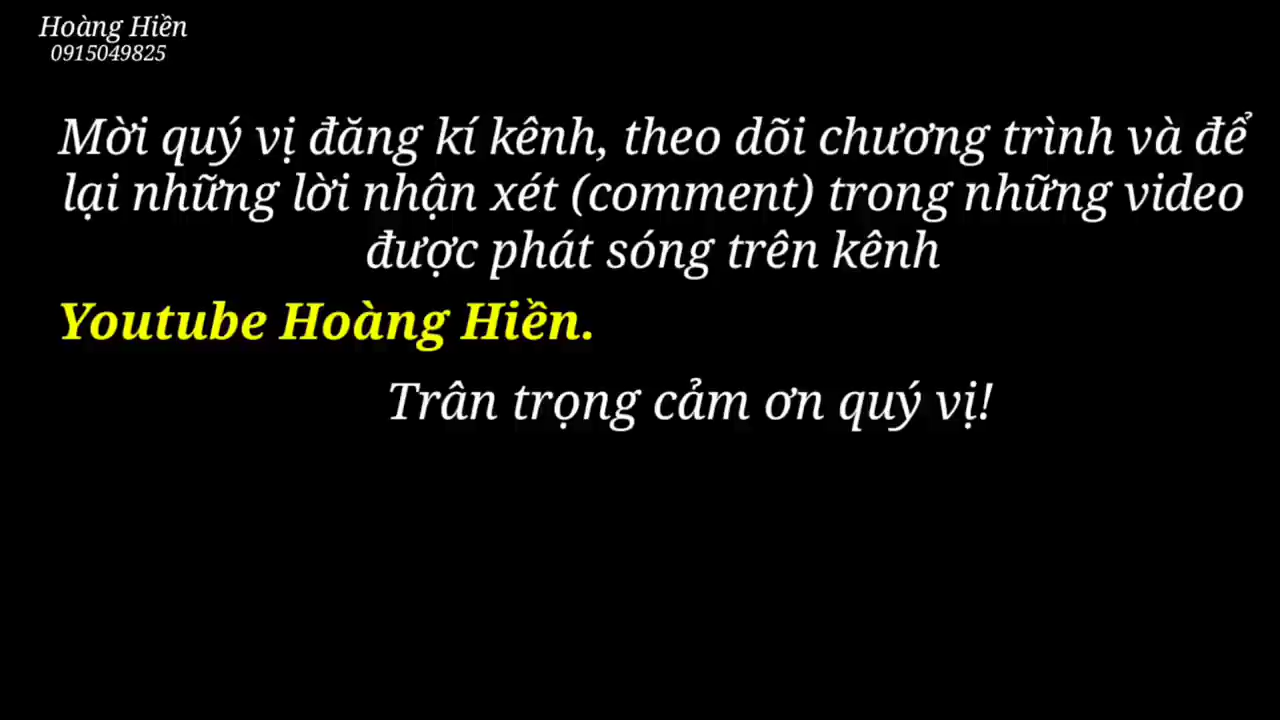 Hoàng Hiền
0915049825
Mời quý vị đăng kí kênh, theo dõi chương trình và để
lại những lời nhận xét (comment) trong những video
được phát sóng trên kênh
Youtube Hoàng Hiền.
Trân trọng cảm ơn quý vị!